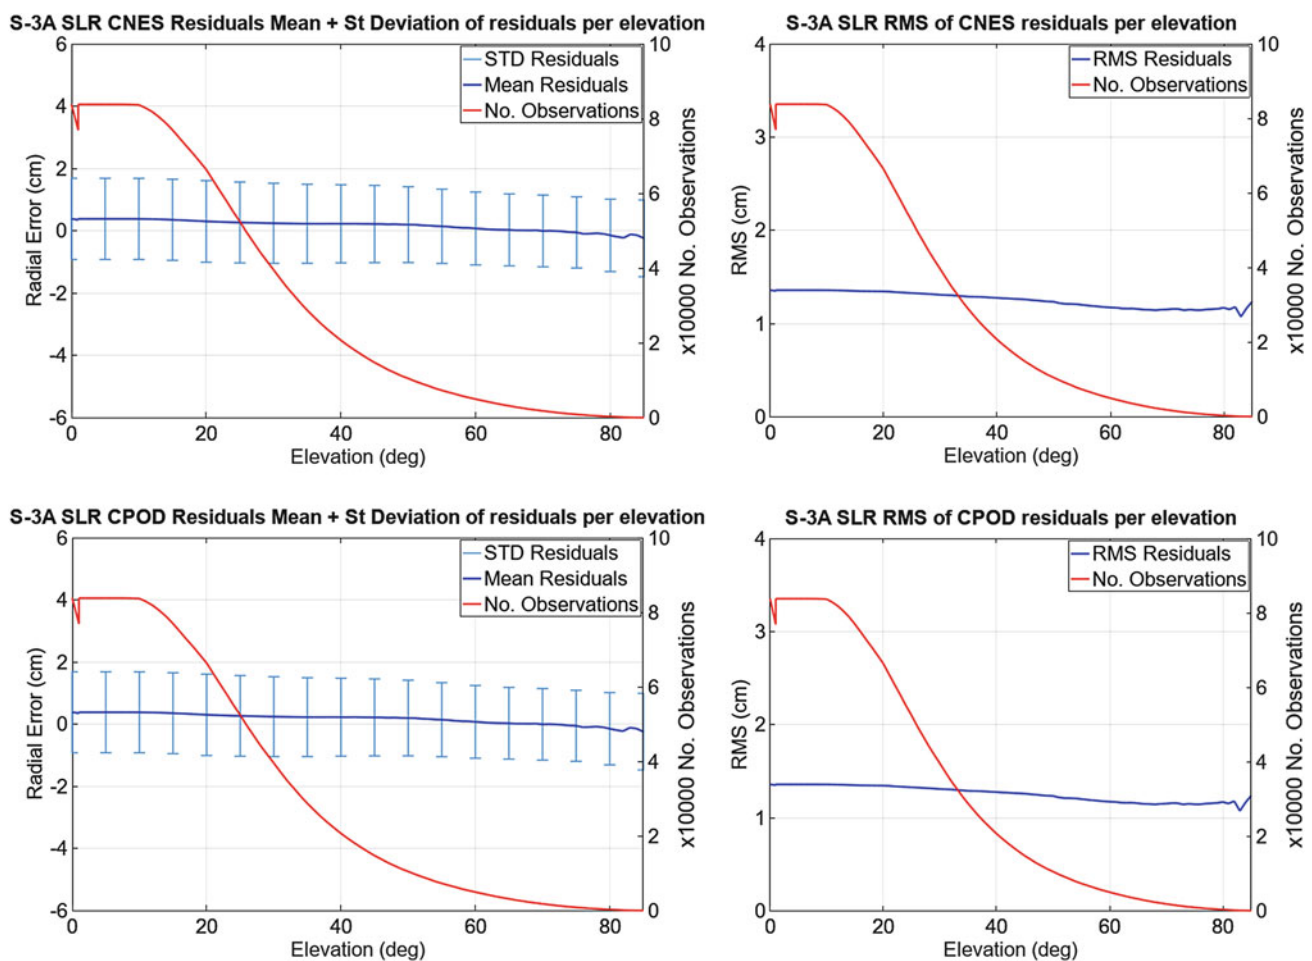 S-3A SLR CNES Residuals Mean + St Deviation of residuals per elevation
6
4
2
0
-2
-4
-6
Radial Error (cm)
10
8
6
4
2
0
x10000 No. Observations
STD Residuals
Mean Residuals
No. Observations
0 20 40 60 80
Elevation (deg)
S-3A SLR RMS of CNES residuals per elevation
4
3
2
1
0
RMS (cm)
10
8
6
4
2
0
x10000 No. Observations
RMS Residuals
No. Observations
0 20 40 60 80
Elevation (deg)
S-3A SLR CPOD Residuals Mean + St Deviation of residuals per elevation
6
4
2
0
-2
-4
-6
Radial Error (cm)
10
8
6
4
2
0
x10000 No. Observations
STD Residuals
Mean Residuals
No. Observations
0 20 40 60 80
Elevation (deg)
S-3A SLR RMS of CPOD residuals per elevation
4
3
2
1
0
RMS (cm)
10
8
6
4
2
0
x10000 No. Observations
RMS Residuals
No. Observations
0 20 40 60 80
Elevation (deg)